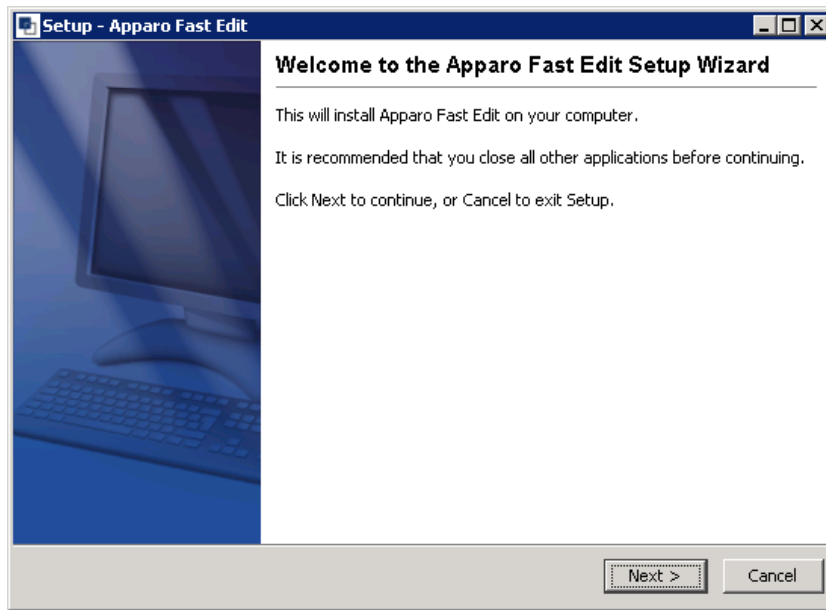 Setup - Apparo Fast Edit
Welcome to the Apparo Fast Edit Setup Wizard
This will install Apparo Fast Edit on your computer.
It is recommended that you close all other applications before continuing.
Click Next to continue, or Cancel to exit Setup.
Next > Cancel